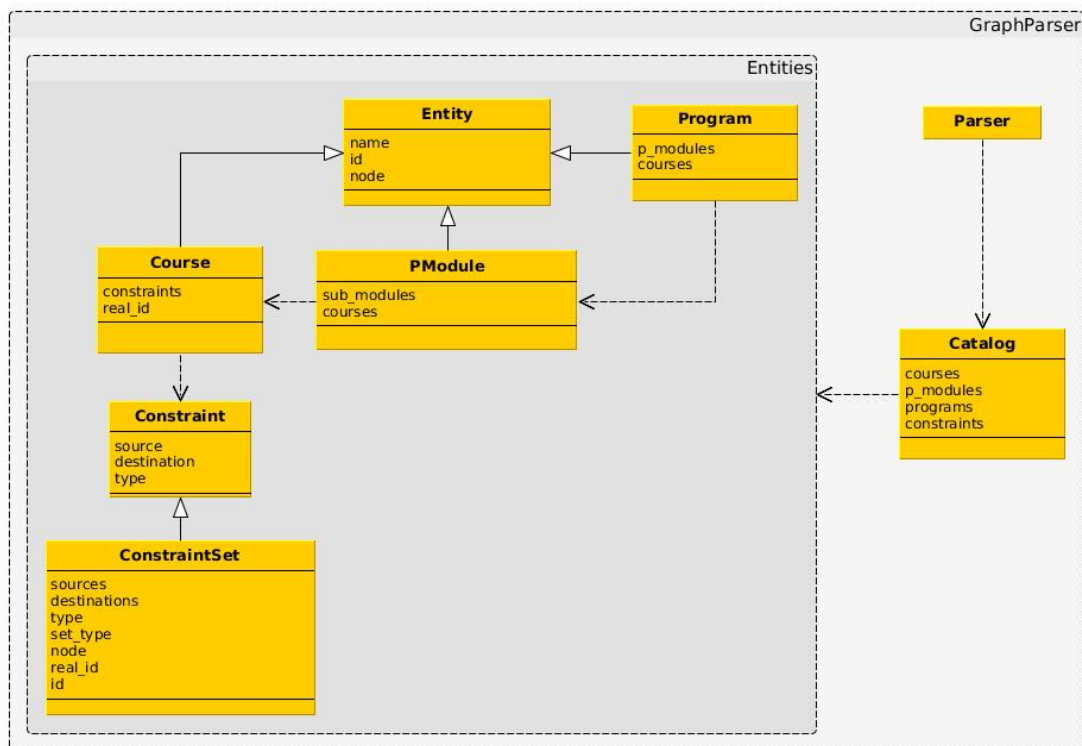 GraphParser
Entities
Entity
name
id
node
Program
p_modules
courses
Parser
Course
constraints
real_id
PModule
sub_modules
courses
Catalog
courses
p_modules
programs
constraints
Constraint
source
destination
type
ConstraintSet
sources
destinations
type
set_type
node
real_id
id